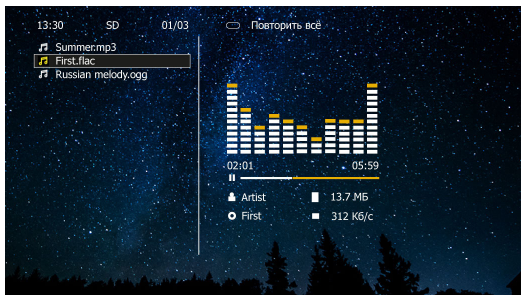 13:30 SD 01/03 Повторить всё
Summer.mp3
First.flac
Russian melody.ogg
02:01 05:59
Artist 13.7 МБ
First 312 Кб/с